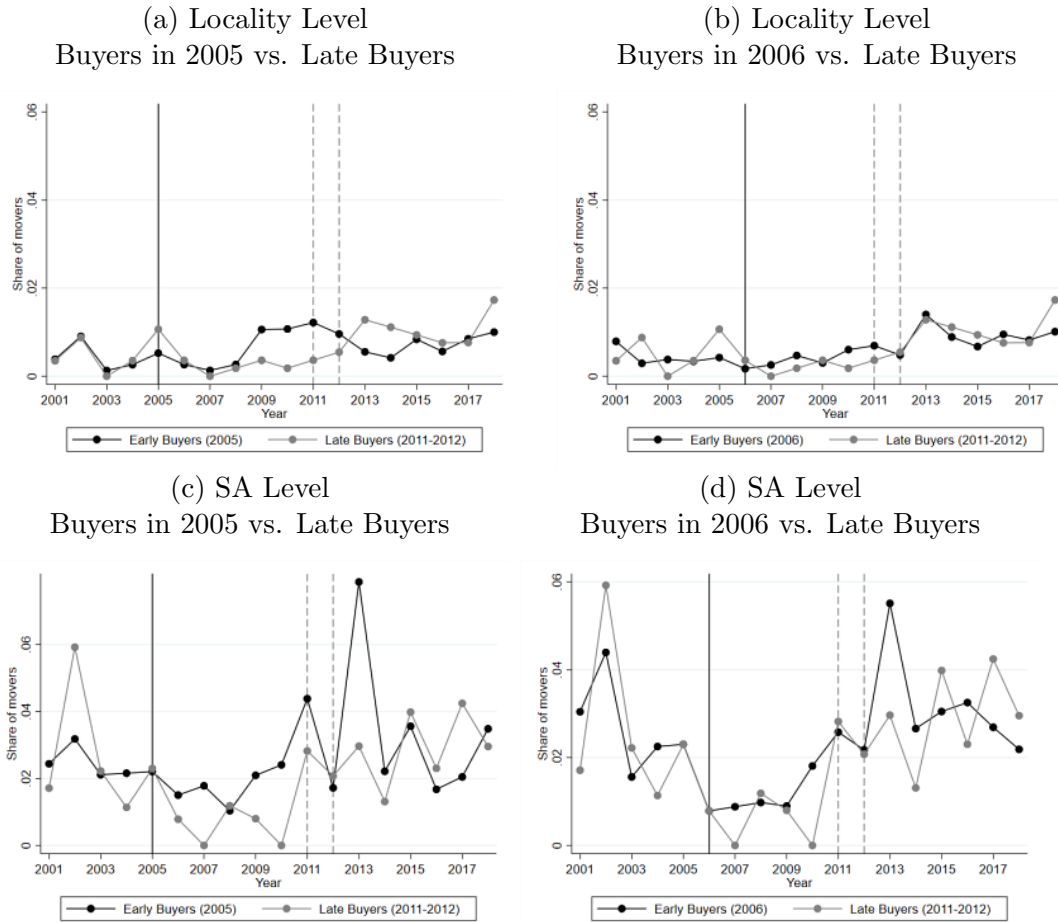 (a) Locality Level
Buyers in 2005 vs. Late Buyers
Share of movers
0
.02
.04
.06
2001 2003 2005 2007 2009 2011 2013 2015 2017
Year
Early Buyers (2005) Late Buyers (2011-2012)
(b) Locality Level
Buyers in 2006 vs. Late Buyers
Share of movers
0
.02
.04
.06
2001 2003 2005 2007 2009 2011 2013 2015 2017
Year
Early Buyers (2006) Late Buyers (2011-2012)
(c) SA Level
Buyers in 2005 vs. Late Buyers
Share of movers
0
.02
.04
.06
2001 2003 2005 2007 2009 2011 2013 2015 2017
Year
Early Buyers (2005) Late Buyers (2011-2012)
(d) SA Level
Buyers in 2006 vs. Late Buyers
Share of movers
0
.02
.04
.06
2001 2003 2005 2007 2009 2011 2013 2015 2017
Year
Early Buyers (2006) Late Buyers (2011-2012)